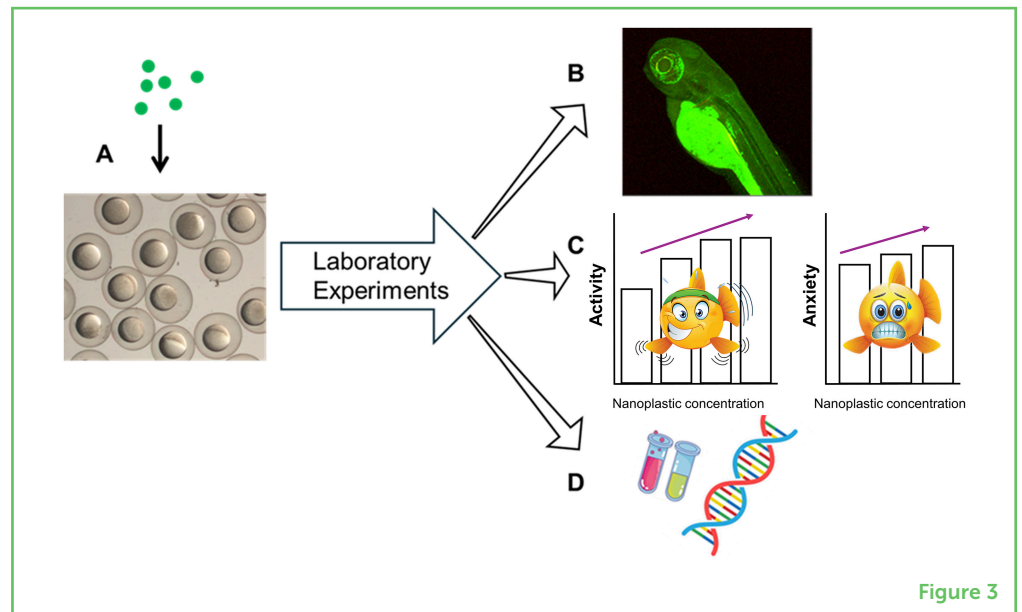 A
Laboratory
Experiments
B
C
Activity
Nanoplastic concentration
Anxiety
Nanoplastic concentration
D
Figure 3